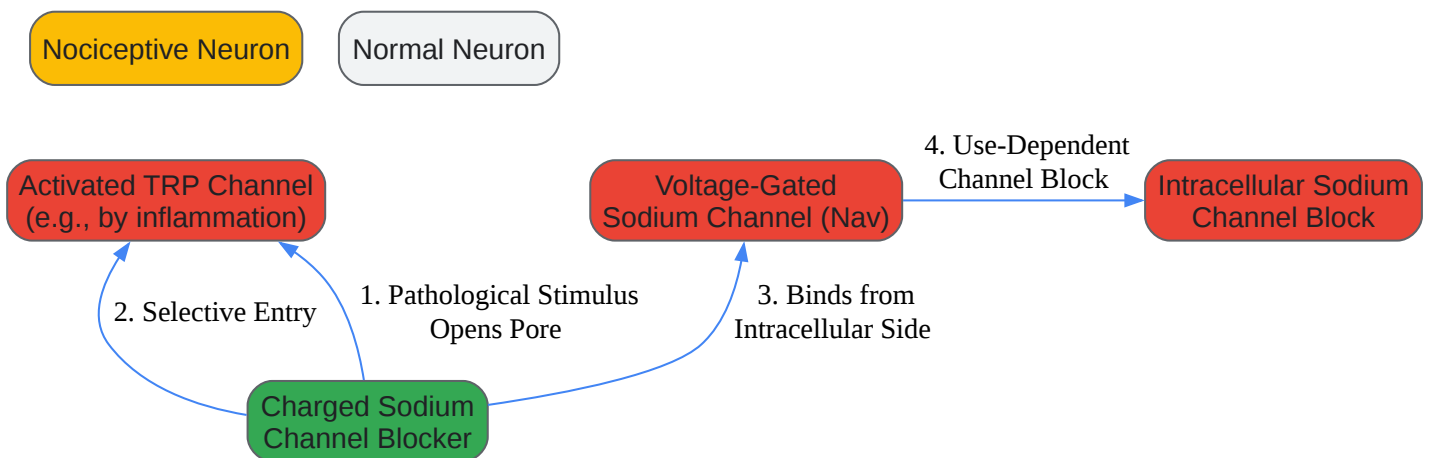 Nociceptive Neuron
Normal Neuron
Activated TRP Channel
(e.g., by inflammation)
Voltage-Gated
Sodium Channel (Nav)
4. Use-Dependent
Channel Block
Intracellular Sodium
Channel Block
2. Selective Entry
1. Pathological Stimulus
Opens Pore
3. Binds from
Intracellular Side
Charged Sodium
Channel Blocker